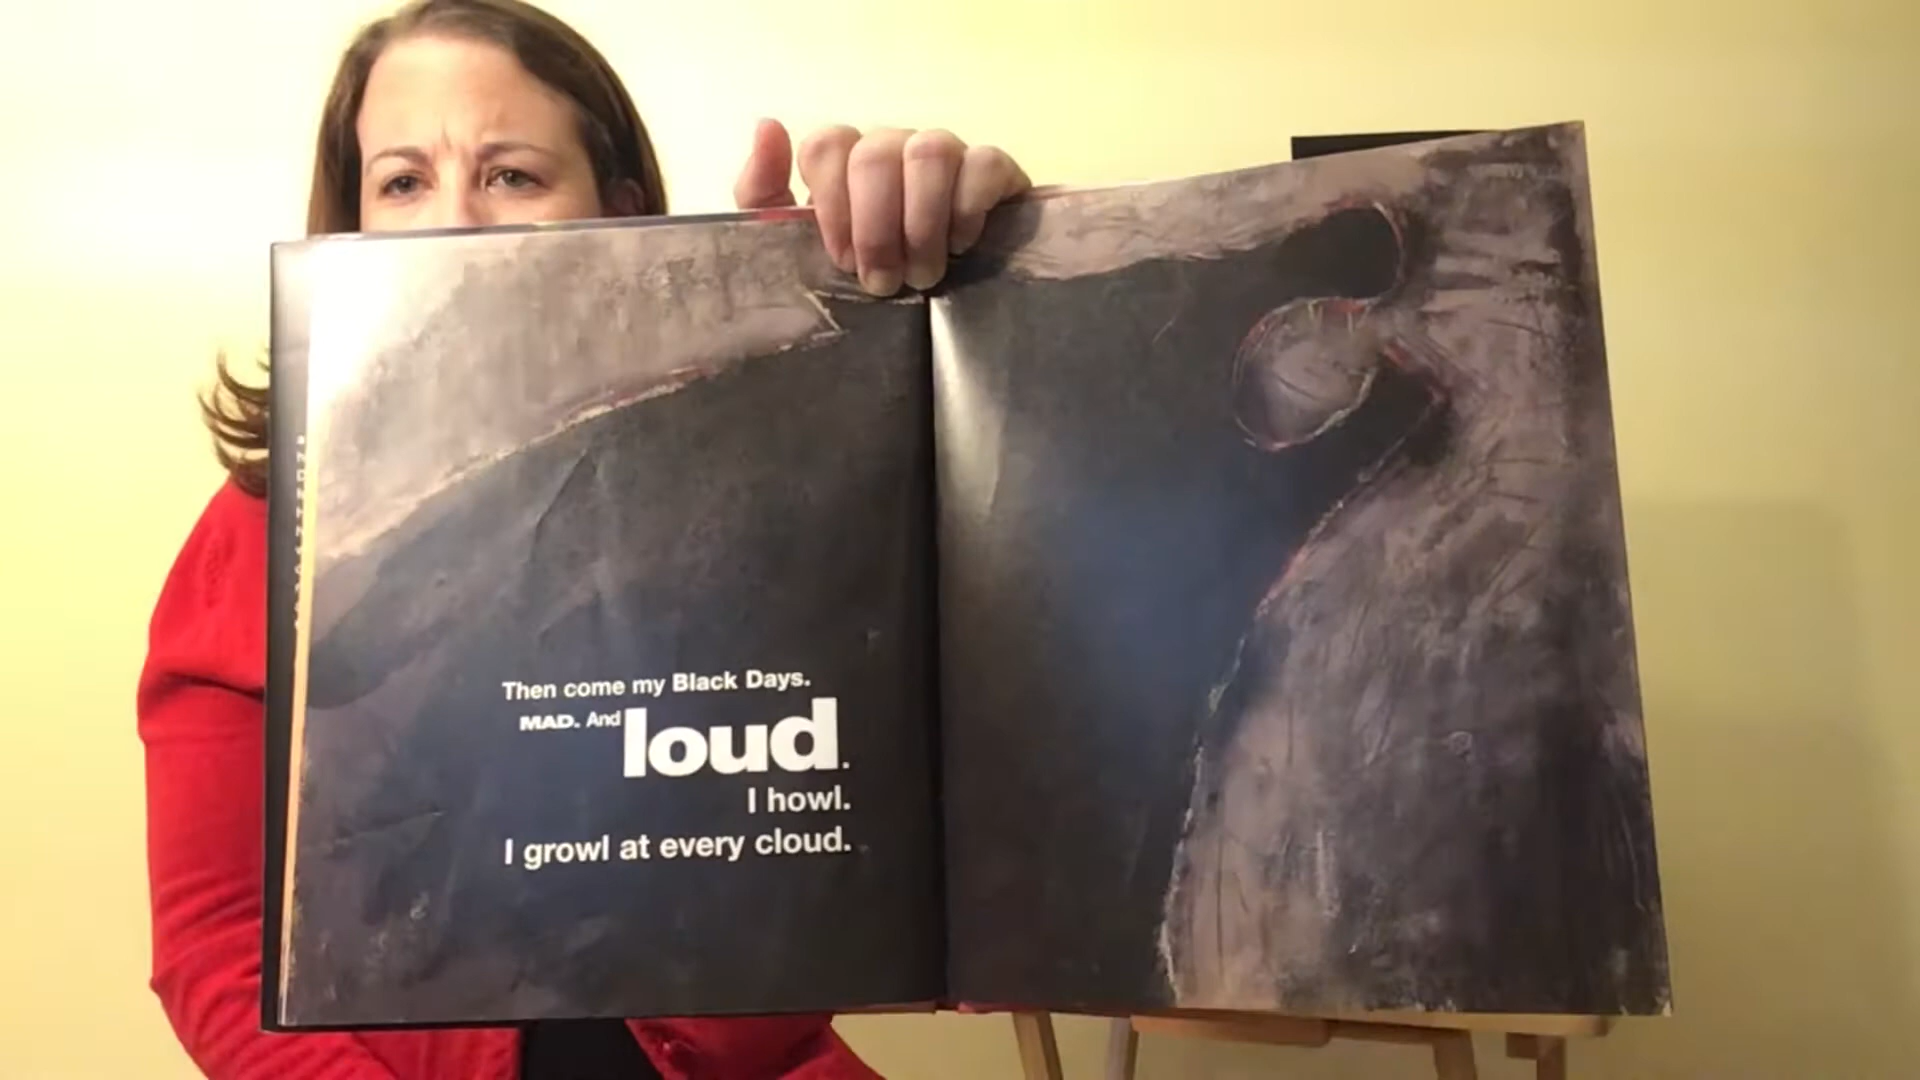 Then come my Black Days.
MAD. And loud.
I howl.
I growl at every cloud.